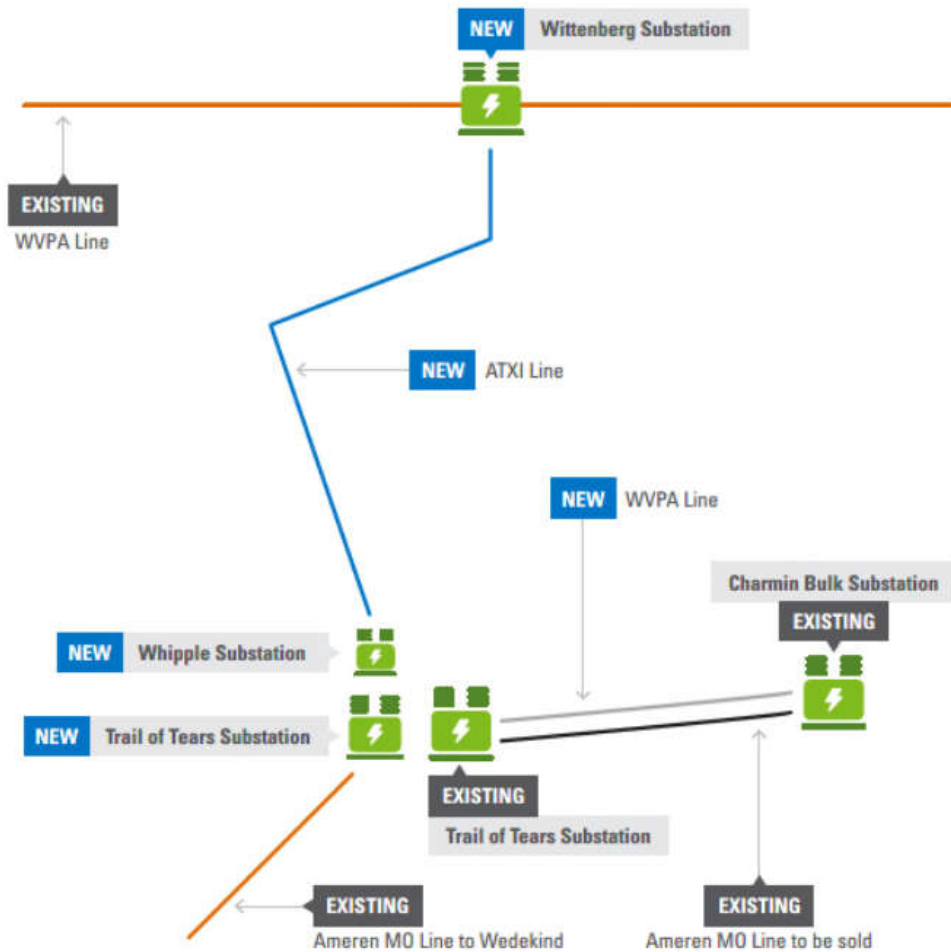 NEW Wittenberg Substation
EXISTING
WVPA Line
NEW ATXI Line
NEW WVPA Line
Charmin Bulk Substation
EXISTING
NEW Whipple Substation
NEW Trail of Tears Substation
EXISTING
Trail of Tears Substation
EXISTING
Ameren MO Line to Wedekind
EXISTING
Ameren MO Line to be sold